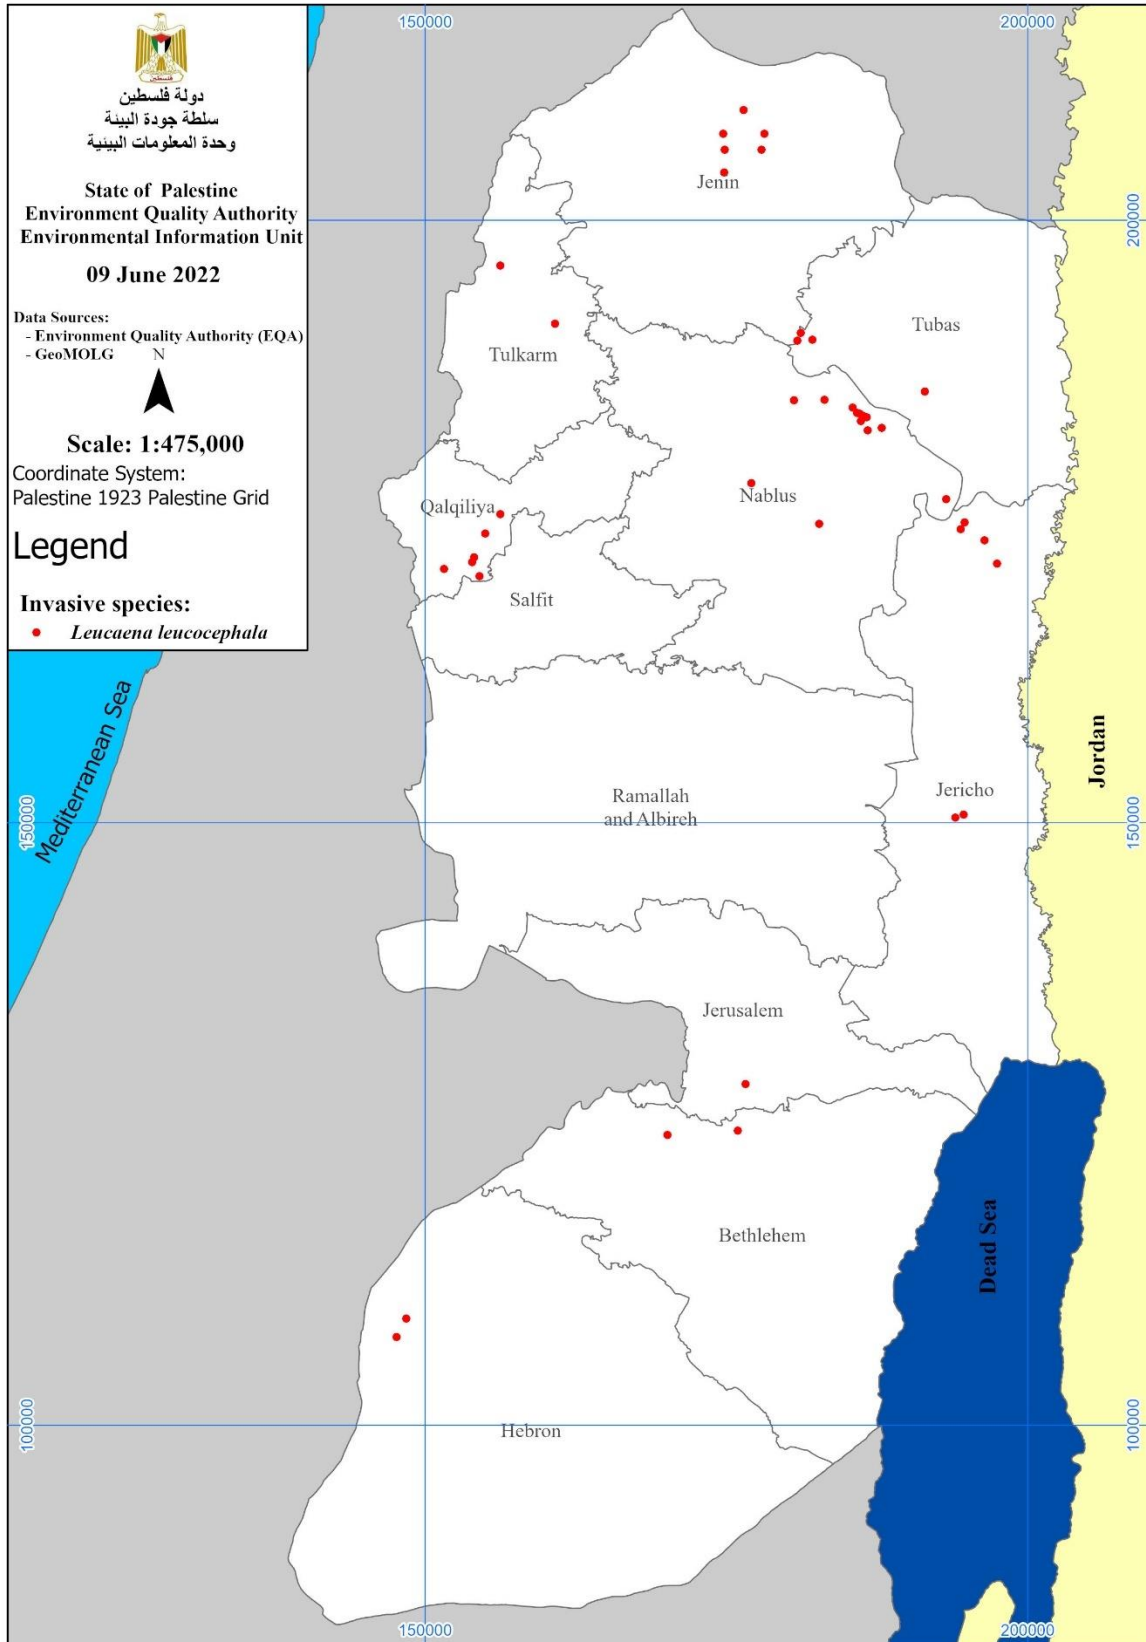 فلسطين
دولة فلسطين
سلطة جودة البيئة
وحدة المعلومات البيئية
State of Palestine
Environment Quality Authority
Environmental Information Unit
09 June 2022
Data Sources:
- Environment Quality Authority (EQA)
- GeoMOLG
N
Scale: 1:475,000
Coordinate System:
Palestine 1923 Palestine Grid
Legend
Invasive species:
Leucaena leucocephala
150000
200000
200000
Jenin
Tubas
Tulkarm
Nablus
Qalqiliya
Salfit
Mediterranean Sea
Jordan
Ramallah
and Albireh
Jericho
150000
150000
Jerusalem
Bethlehem
Dead Sea
Hebron
100000
100000
150000
200000